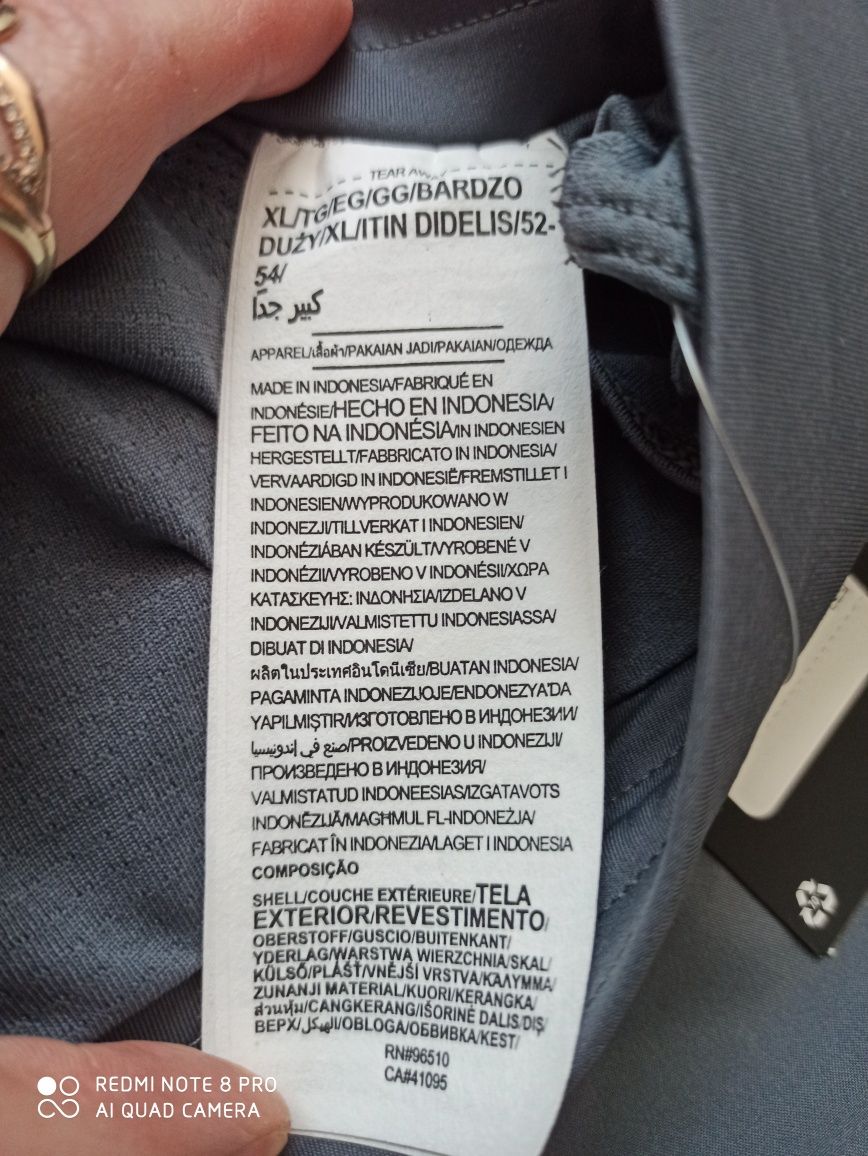 TEAR AWAY
XL/TG/EG/GG/BARDZO
DUŻY/XL/ITIN DIDELIS/52-
54/
كبير جدًا
APPAREL/เสื้อผ้า/PAKAIAN JADI/PAKAIAN/ОДЕЖДА
MADE IN INDONESIA/FABRIQUÉ EN
INDONÉSIE/HECHO EN INDONESIA/
FEITO NA INDONÉSIA/IN INDONESIEN
HERGESTELLT/FABBRICATO IN INDONESIA/
VERVAARDIGD IN INDONESIË/FREMSTILLET I
INDONESIEN/WYPRODUKOWANO W
INDONEZJI/TILLVERKAT I INDONESIEN/
INDONÉZIÁBAN KÉSZÜLT/VYROBENÉ V
INDONÉZII/VYROBENO V INDONÉSII/ΧΩΡΑ
ΚΑΤΑΣΚΕΥΗΣ: ΙΝΔΟΝΗΣΙΑ/IZDELANO V
INDONEZIJI/VALMISTETTU INDONESIASSA/
DIBUAT DI INDONESIA/
ผลิตในประเทศอินโดนีเซีย/BUATAN INDONESIA/
PAGAMINTA INDONEZIJOJE/ENDONEZYA'DA
YAPILMIŞTIR/ИЗГОТОВЛЕНО В ИНДОНЕЗИИ/
صنع في إندونيسيا/PROIZVEDENO U INDONEZIJI/
ПРОИЗВЕДЕНО В ИНДОНЕЗИЯ/
VALMISTATUD INDONEESIAS/IZGATAVOTS
INDONĒZIJĀ/MAGĦMUL FL-INDONEŻJA/
FABRICAT ÎN INDONEZIA/LAGET I INDONESIA
COMPOSIÇÃO
SHELL/COUCHE EXTÉRIEURE/TELA
EXTERIOR/REVESTIMENTO/
OBERSTOFF/GUSCIO/BUITENKANT/
YDERLAG/WARSTWA WIERZCHNIA/SKAL/
KÜLSŐ/PLÁŠŤ/VNĚJŠÍ VRSTVA/ΚΑΛΥΜΜΑ/
ZUNANJI MATERIAL/KUORI/KERANGKA/
ส่วนหุ้ม/CANGKERANG/IŠORINĖ DALIS/DIŞ/
ВЕРХ/الهيكل/OBLOGA/ОБВИВКА/KEST/
RN#96510
CA#41095
REDMI NOTE 8 PRO
AI QUAD CAMERA